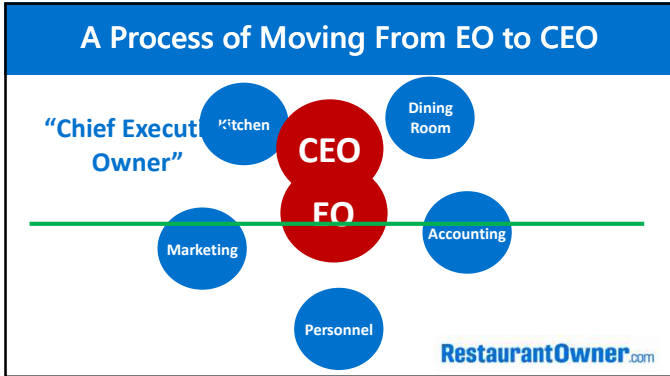 A Process of Moving From EO to CEO
Dining
Room
Kitchen
"Chief Executi
Owner"
CEO
EO
Accounting
Marketing
Personnel
RestaurantOwner.com